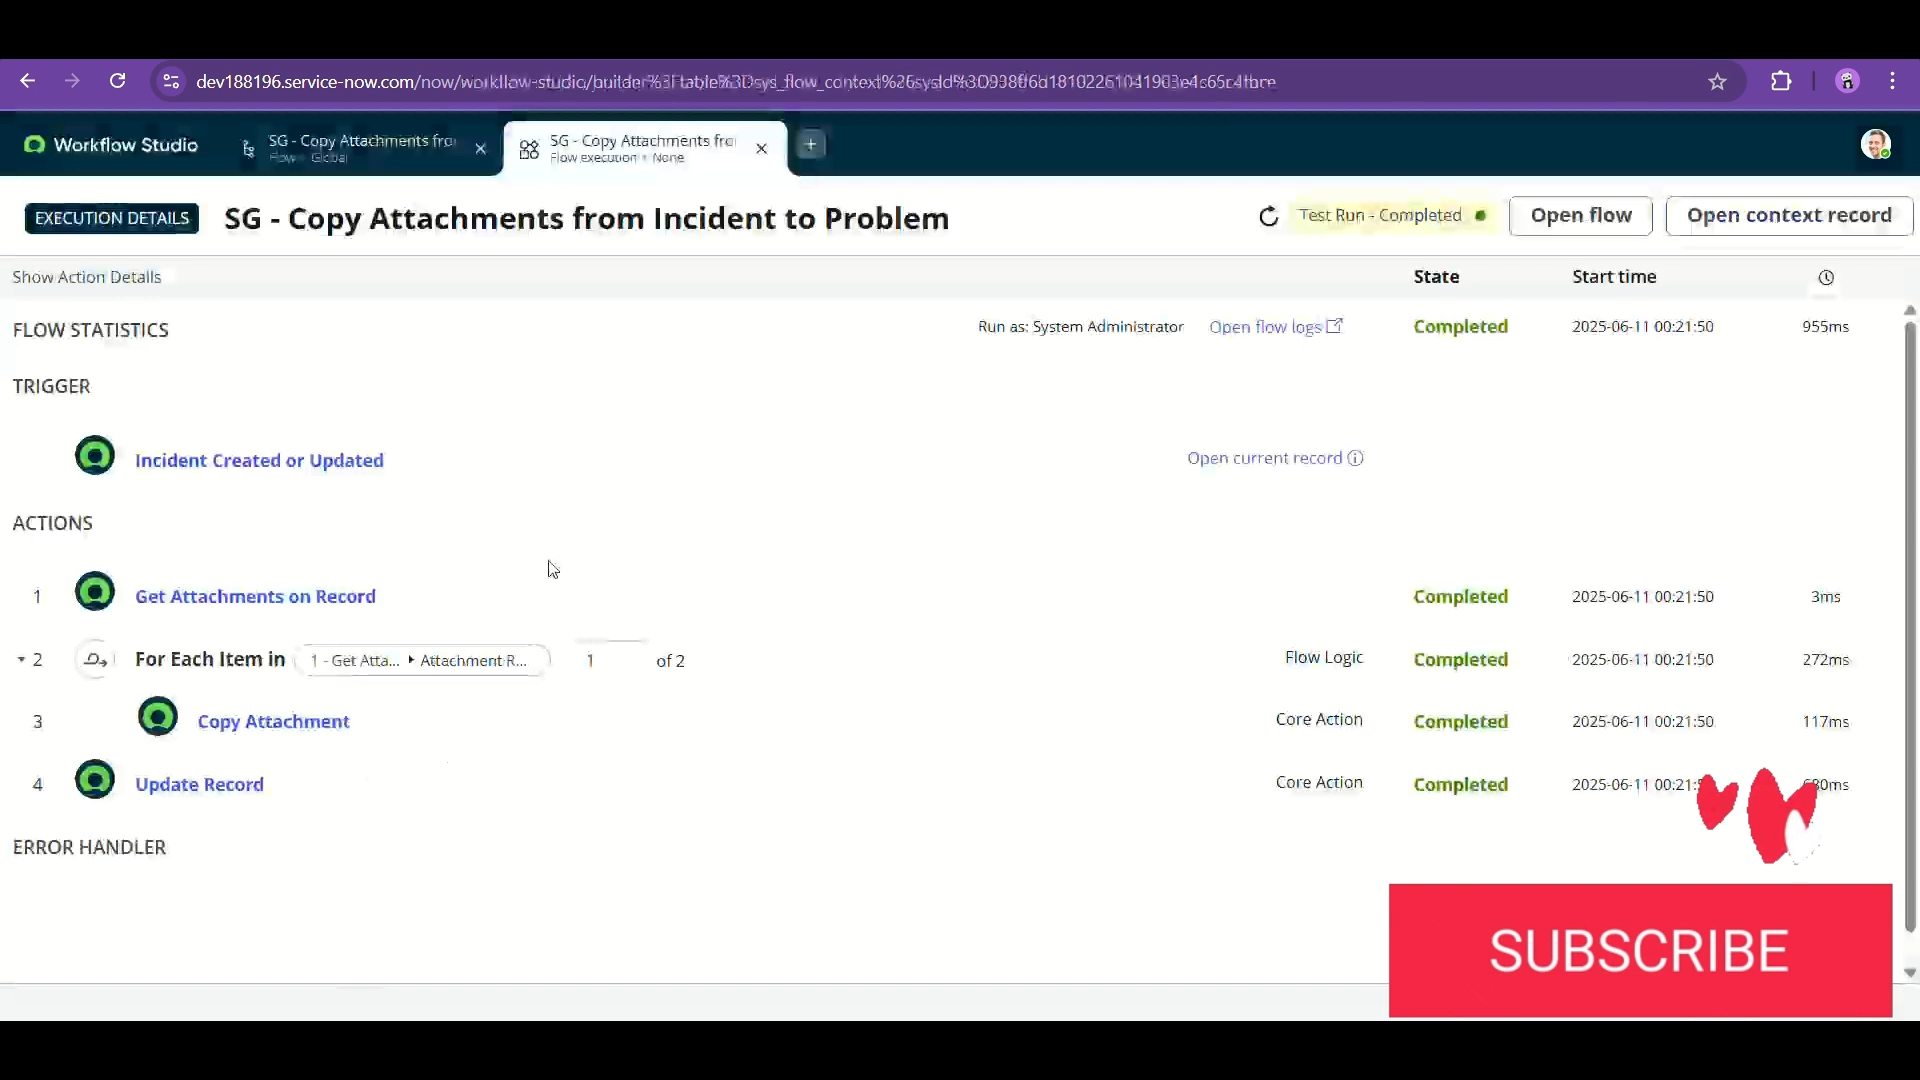 dev188196.service-now.com/now/workflow-studio/builder
Workflow Studio
SG - Copy Attachments fro
Flow Global
SG - Copy Attachments fro
Flow execution • None
EXECUTION DETAILS
SG - Copy Attachments from Incident to Problem
Test Run - Completed
Open flow
Open context record
Show Action Details
State
Start time
FLOW STATISTICS
Run as: System Administrator
Open flow logs
Completed
2025-06-11 00:21:50
955ms
TRIGGER
Incident Created or Updated
Open current record
ACTIONS
1
Get Attachments on Record
Completed
2025-06-11 00:21:50
3ms
2
For Each Item in
1 - Get Atta...
Attachment R...
1
of 2
Flow Logic
Completed
2025-06-11 00:21:50
272ms
3
Copy Attachment
Core Action
Completed
2025-06-11 00:21:50
117ms
4
Update Record
Core Action
Completed
2025-06-11
ERROR HANDLER
SUBSCRIBE